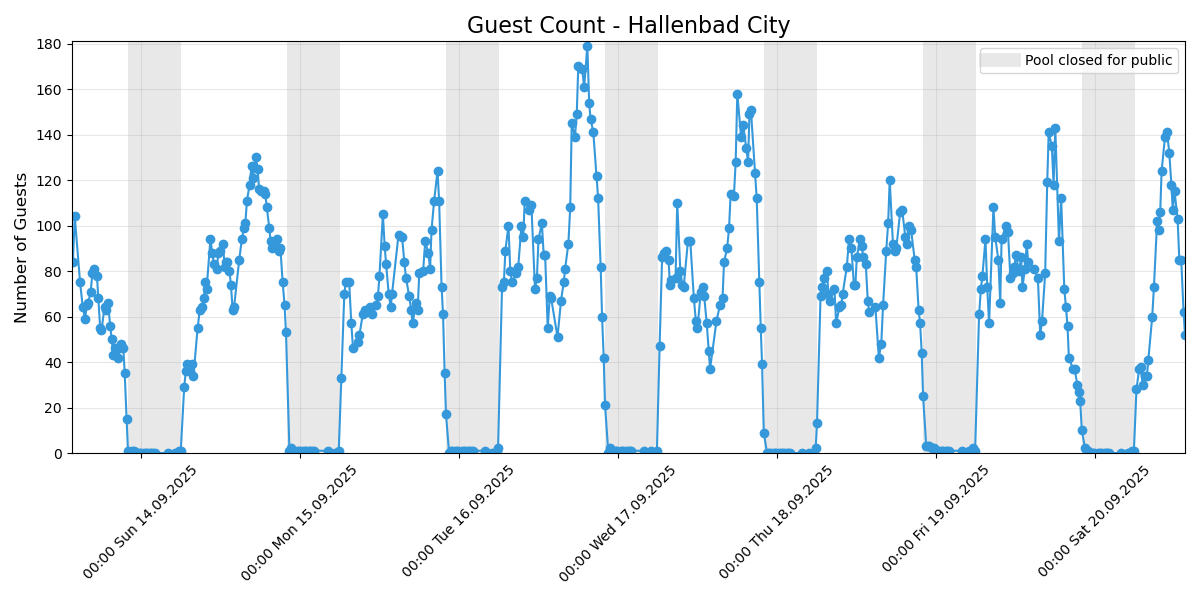 Guest Count - Hallenbad City
Pool closed for public
Number of Guests
180
160
140
120
100
80
60
40
20
0
00:00 Sun 14.09.2025
00:00 Mon 15.09.2025
00:00 Tue 16.09.2025
00:00 Wed 17.09.2025
00:00 Thu 18.09.2025
00:00 Fri 19.09.2025
00:00 Sat 20.09.2025